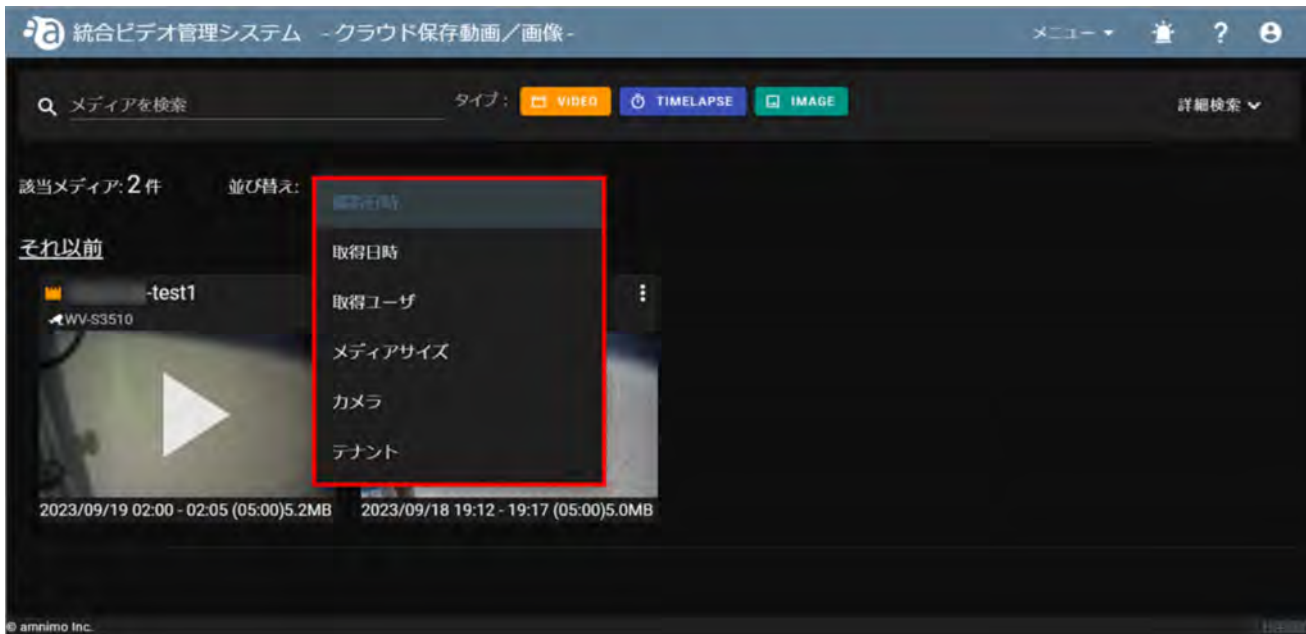 統合ビデオ管理システム - クラウド保存動画／画像 -
メニュー
?
メディアを検索
タイプ :
VIDEO
TIMELAPSE
IMAGE
詳細検索
該当メディア: 2 件
並び替え:
取得日時
取得ユーザ
メディアサイズ
カメラ
テナント
それ以前
-test1
WV-S3510
2023/09/19 02:00 - 02:05 (05:00)5.2MB
2023/09/18 19:12 - 19:17 (05:00)5.0MB
© amnimo Inc.